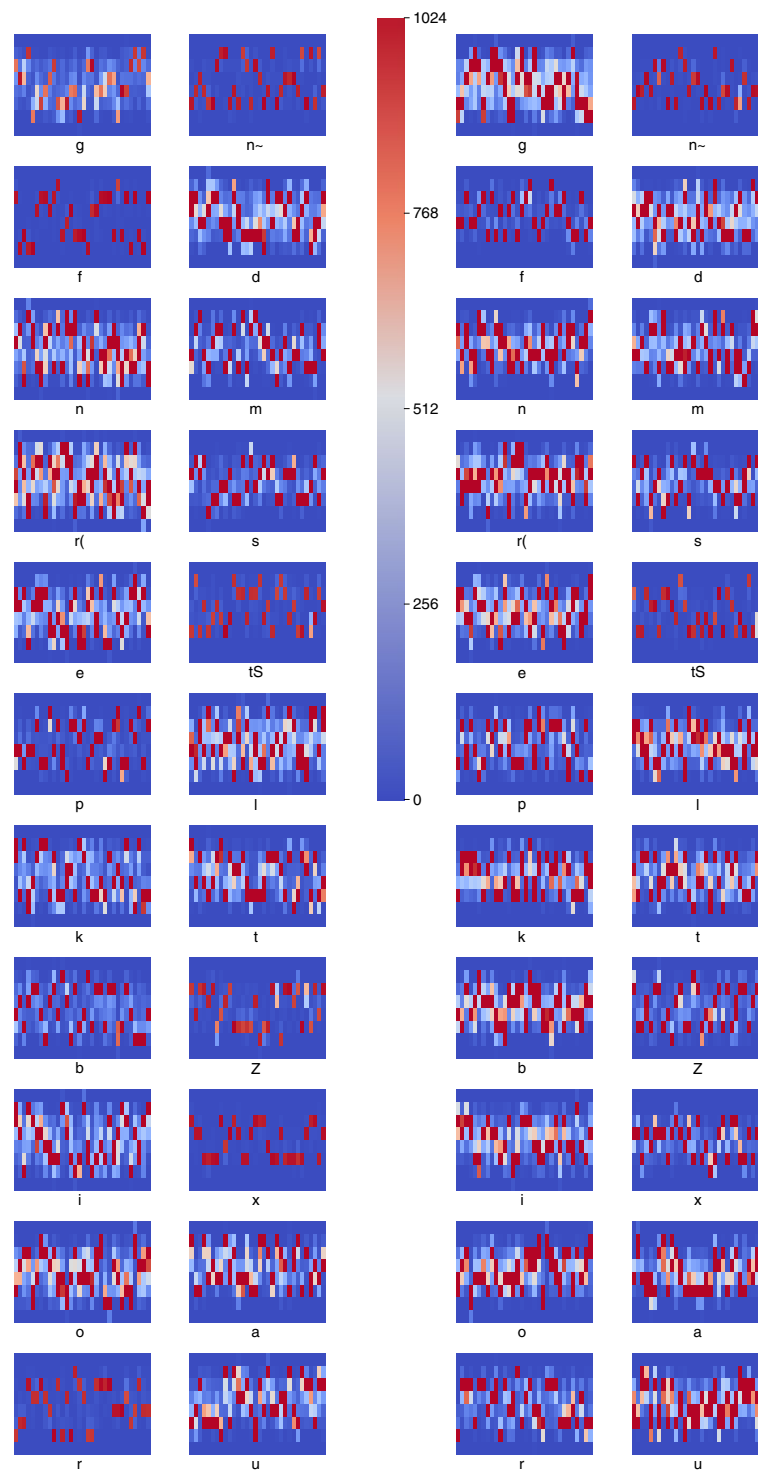 1024
g n~ g n~
768
f d f d
512
n m n m
r( s r( s
256
e tS e tS
0
p l p l
k t k t
b Z b Z
i x i x
o a o a
r u r u